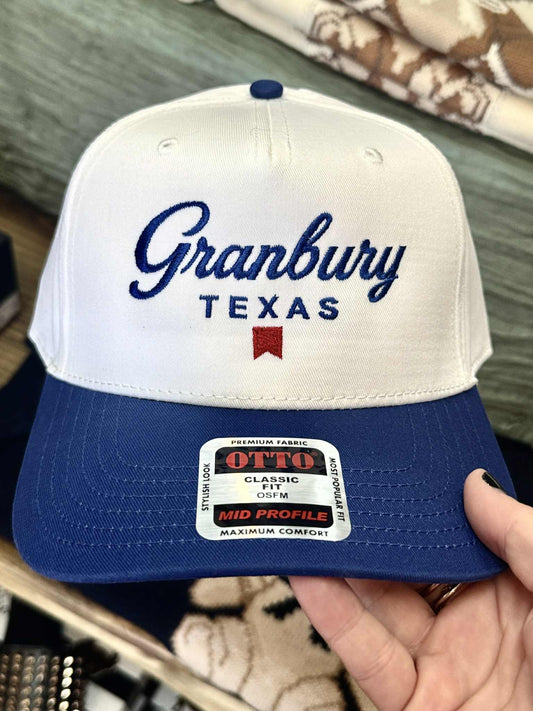 Granbury
TEXAS
PREMIUM FABRIC
OTTO
STYLISH LOOK
CLASSIC
FIT
OSFM
MOST POPULAR FIT
MID PROFILE
MAXIMUM COMFORT